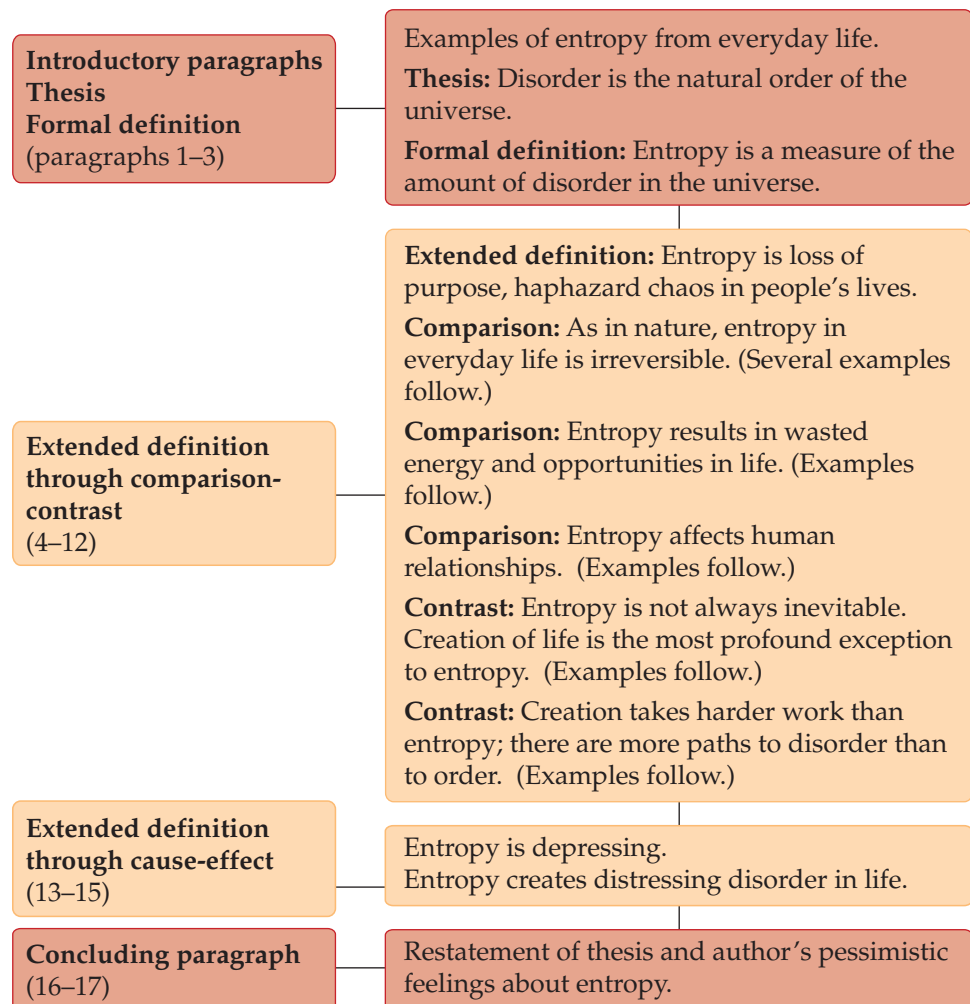 Introductory paragraphs
Thesis
Formal definition
(paragraphs 1–3)
Examples of entropy from everyday life.
Thesis: Disorder is the natural order of the
universe.
Formal definition: Entropy is a measure of the
amount of disorder in the universe.
Extended definition
through comparison-
contrast
(4–12)
Extended definition: Entropy is loss of
purpose, haphazard chaos in people’s lives.
Comparison: As in nature, entropy in
everyday life is irreversible. (Several examples
follow.)
Comparison: Entropy results in wasted
energy and opportunities in life. (Examples
follow.)
Comparison: Entropy affects human
relationships. (Examples follow.)
Contrast: Entropy is not always inevitable.
Creation of life is the most profound exception
to entropy. (Examples follow.)
Contrast: Creation takes harder work than
entropy; there are more paths to disorder than
to order. (Examples follow.)
Extended definition
through cause-effect
(13–15)
Entropy is depressing.
Entropy creates distressing disorder in life.
Concluding paragraph
(16–17)
Restatement of thesis and author’s pessimistic
feelings about entropy.